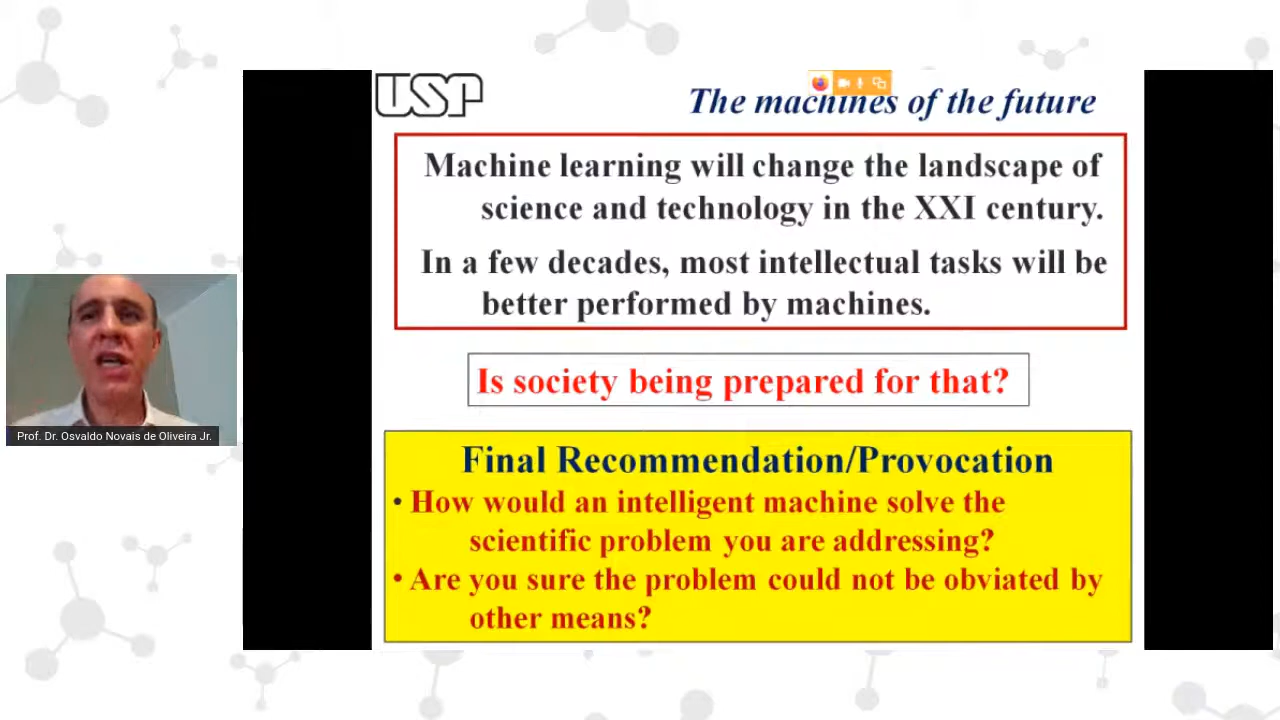 USP
The machines of the future
Machine learning will change the landscape of
science and technology in the XXI century.
In a few decades, most intellectual tasks will be
better performed by machines.
Is society being prepared for that?
Final Recommendation/Provocation
• How would an intelligent machine solve the
scientific problem you are addressing?
• Are you sure the problem could not be obviated by
other means?
Prof. Dr. Osvaldo Novais de Oliveira Jr.